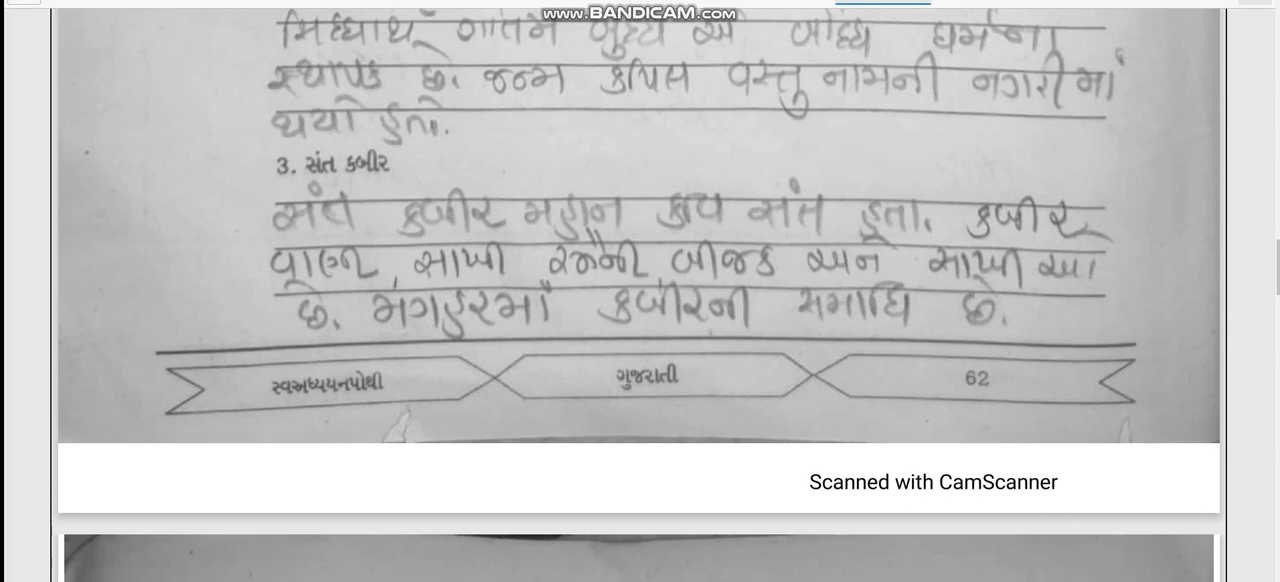 www.BANDICAM.com
સિધ્ધાર્થ ગૌતમ બુધ્ધ એ બૌધ્ધ ધર્મના
સ્થાપક છે. જન્મ કપિલ વસ્તુ નામની નગરીમાં
થયો હતો.
3. સંત કબીર
સંત કબીર મહાન કવિ સંત હતા. કબીર
વાણી, સાખી રમૈની, બીજક અને સાખી
છે. મગહરમાં કબીરની સમાધિ છે.
સ્વઅધ્યયનપોથી
ગુજરાતી
62
Scanned with CamScanner